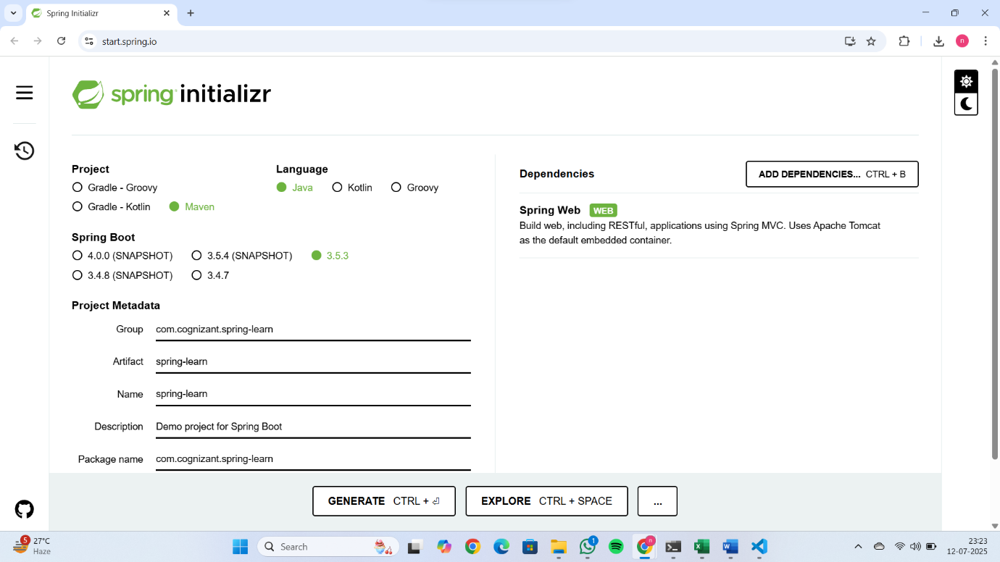 Spring Initializr
start.spring.io
n
spring initializr
Project
Gradle - Groovy
Gradle - Kotlin
Maven
Language
Java
Kotlin
Groovy
Spring Boot
4.0.0 (SNAPSHOT)
3.5.4 (SNAPSHOT)
3.5.3
3.4.8 (SNAPSHOT)
3.4.7
Project Metadata
Group com.cognizant.spring-learn
Artifact spring-learn
Name spring-learn
Description Demo project for Spring Boot
Package name com.cognizant.spring-learn
Dependencies
ADD DEPENDENCIES... CTRL + B
Spring Web WEB
Build web, including RESTful, applications using Spring MVC. Uses Apache Tomcat
as the default embedded container.
GENERATE CTRL + ⏎
EXPLORE CTRL + SPACE
...
5
27°C
Haze
Search
1
n
23:23
12-07-2025